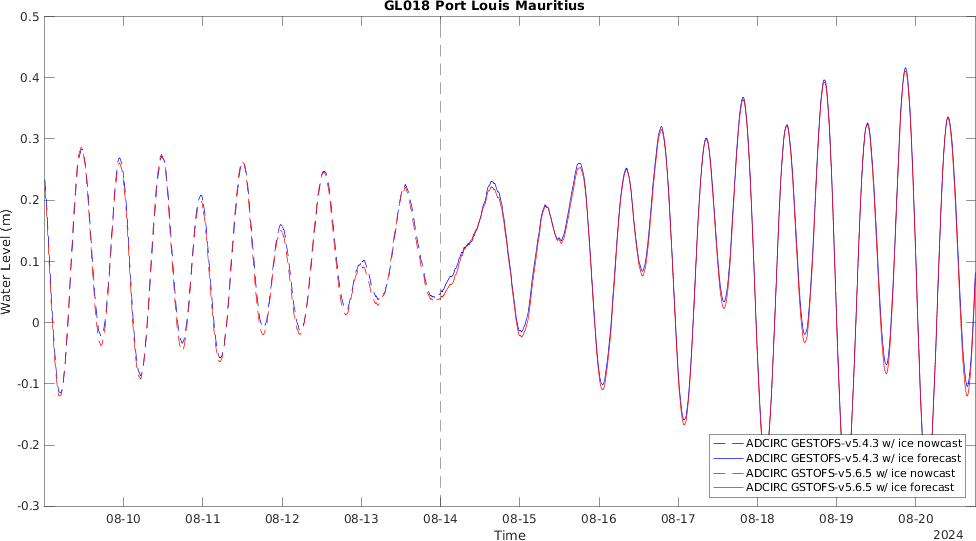 GL018 Port Louis Mauritius
Water Level (m)
0.5
0.4
0.3
0.2
0.1
0
-0.1
-0.2
-0.3
ADCIRC GESTOFS-v5.4.3 w/ ice nowcast
ADCIRC GESTOFS-v5.4.3 w/ ice forecast
ADCIRC GSTOFS-v5.6.5 w/ ice nowcast
ADCIRC GSTOFS-v5.6.5 w/ ice forecast
08-10 08-11 08-12 08-13 08-14 08-15 08-16 08-17 08-18 08-19 08-20
Time
2024